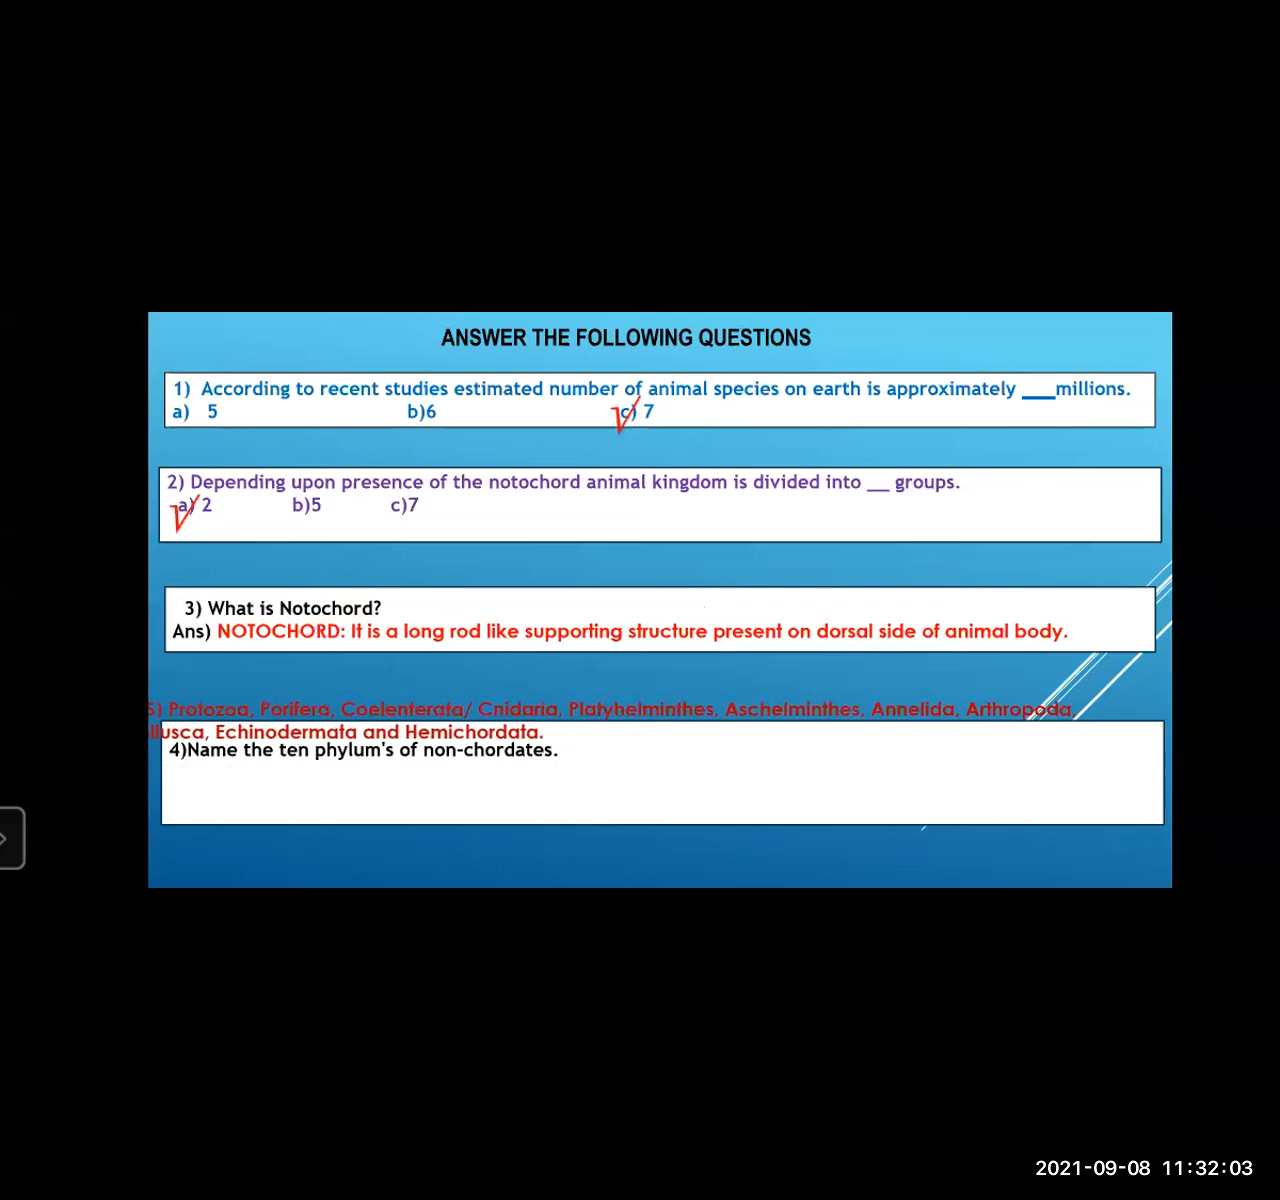 ANSWER THE FOLLOWING QUESTIONS
1) According to recent studies estimated number of animal species on earth is approximately ___millions.
a) 5 b)6 c) 7
2) Depending upon presence of the notochord animal kingdom is divided into __ groups.
a) 2 b)5 c)7
3) What is Notochord?
Ans) NOTOCHORD: It is a long rod like supporting structure present on dorsal side of animal body.
S) Protozoa, Porifera, Coelenterata/ Cnidaria, Platyhelminthes, Aschelminthes, Annelida, Arthropoda,
llusca, Echinodermata and Hemichordata.
4)Name the ten phylum's of non-chordates.
2021-09-08 11:32:03